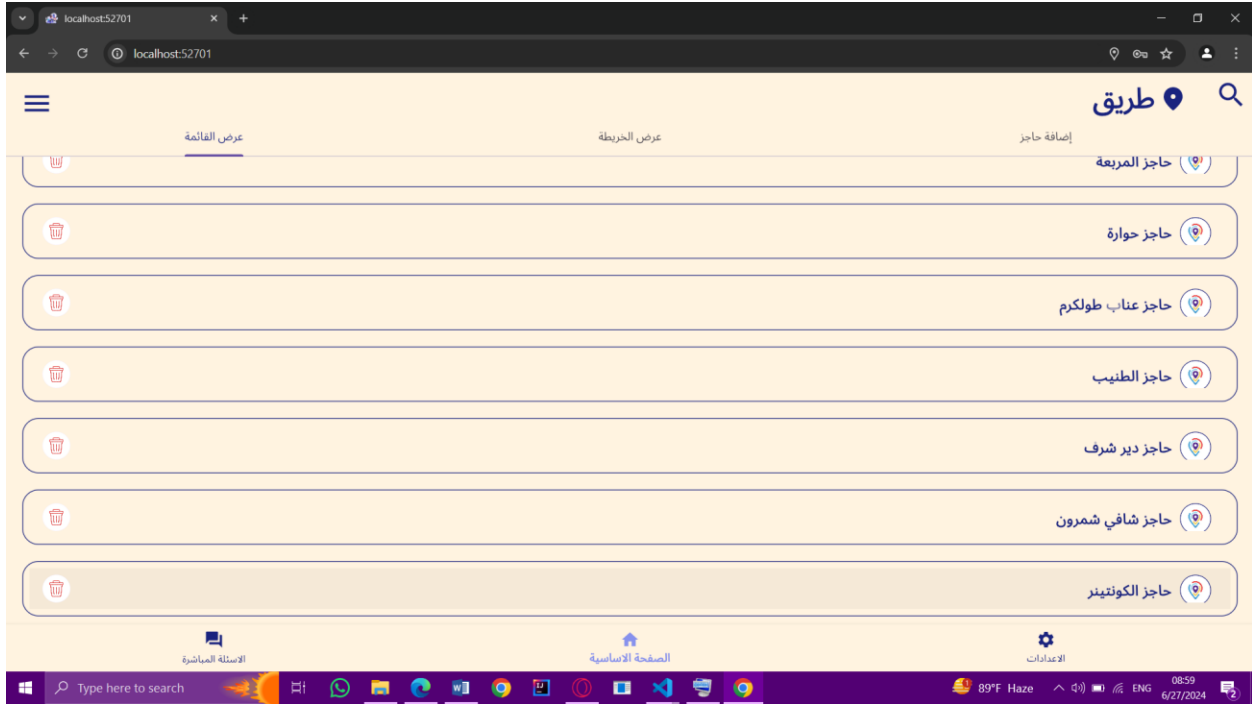 localhost:52701
localhost:52701
طريق
إضافة حاجز
عرض الخريطة
عرض القائمة
حاجز المربعة
حاجز حوارة
حاجز عناب طولكرم
حاجز الطنيب
حاجز دير شرف
حاجز شافي شمرون
حاجز الكونتينر
الاعدادات
الصفحة الاساسية
الاسئلة المباشرة
Type here to search
89°F Haze
ENG
08:59
6/27/2024
2